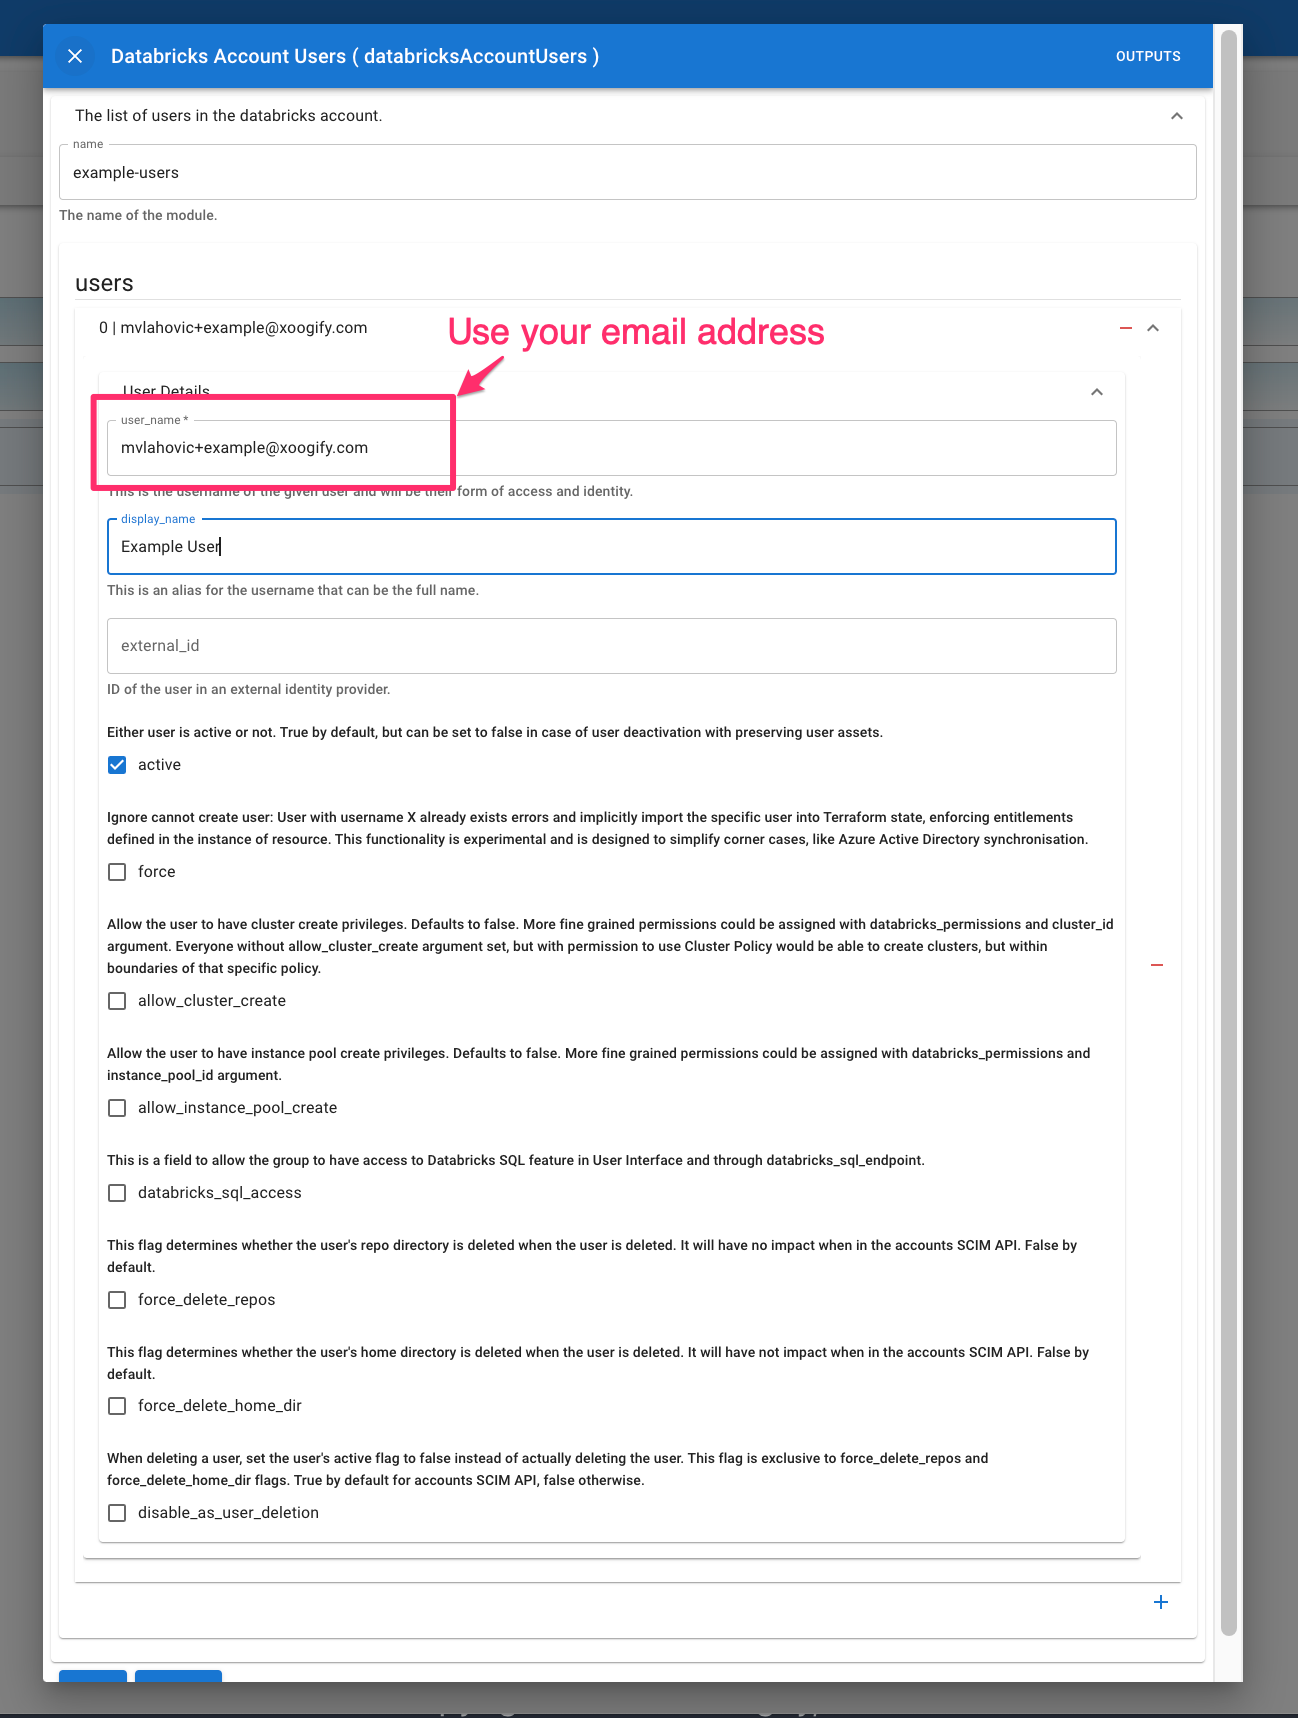 Databricks Account Users ( databricksAccountUsers )
OUTPUTS
The list of users in the databricks account.
name
example-users
The name of the module.
users
0 | mvlahovic+example@xoogify.com
Use your email address
User Details
user_name *
mvlahovic+example@xoogify.com
This is the username of the given user and will be their form of access and identity.
display_name
Example User
This is an alias for the username that can be the full name.
external_id
ID of the user in an external identity provider.
Either user is active or not. True by default, but can be set to false in case of user deactivation with preserving user assets.
active
Ignore cannot create user: User with username X already exists errors and implicitly import the specific user into Terraform state, enforcing entitlements
defined in the instance of resource. This functionality is experimental and is designed to simplify corner cases, like Azure Active Directory synchronisation.
force
Allow the user to have cluster create privileges. Defaults to false. More fine grained permissions could be assigned with databricks_permissions and cluster_id
argument. Everyone without allow_cluster_create argument set, but with permission to use Cluster Policy would be able to create clusters, but within
boundaries of that specific policy.
allow_cluster_create
Allow the user to have instance pool create privileges. Defaults to false. More fine grained permissions could be assigned with databricks_permissions and
instance_pool_id argument.
allow_instance_pool_create
This is a field to allow the group to have access to Databricks SQL feature in User Interface and through databricks_sql_endpoint.
databricks_sql_access
This flag determines whether the user's repo directory is deleted when the user is deleted. It will have no impact when in the accounts SCIM API. False by
default.
force_delete_repos
This flag determines whether the user's home directory is deleted when the user is deleted. It will have not impact when in the accounts SCIM API. False by
default.
force_delete_home_dir
When deleting a user, set the user's active flag to false instead of actually deleting the user. This flag is exclusive to force_delete_repos and
force_delete_home_dir flags. True by default for accounts SCIM API, false otherwise.
disable_as_user_deletion